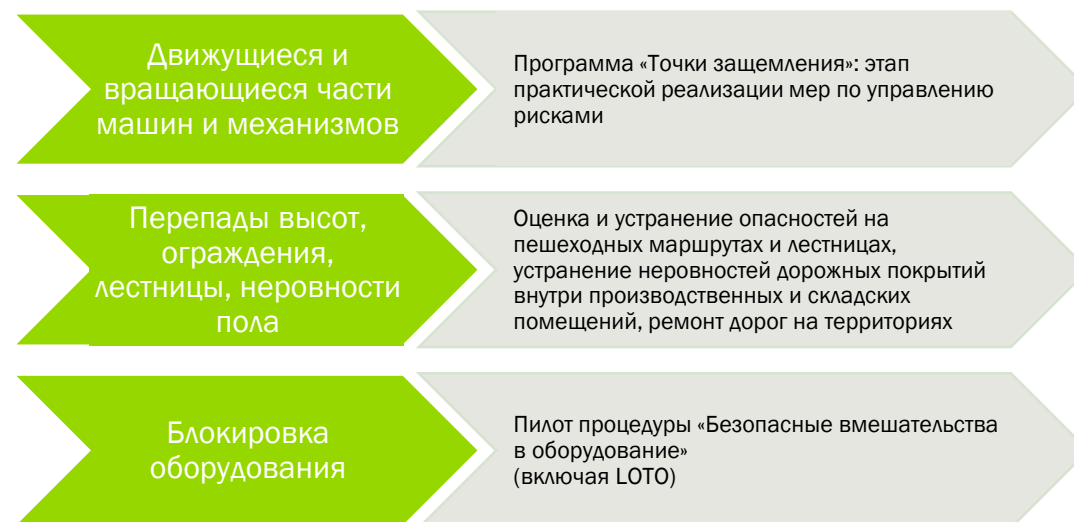 Движущиеся и
вращающиеся части
машин и механизмов
Программа «Точки защемления»: этап
практической реализации мер по управлению
рисками
Перепады высот,
ограждения,
лестницы, неровности
пола
Оценка и устранение опасностей на
пешеходных маршрутах и лестницах,
устранение неровностей дорожных покрытий
внутри производственных и складских
помещений, ремонт дорог на территориях
Блокировка
оборудования
Пилот процедуры «Безопасные вмешательства
в оборудование»
(включая LOTO)